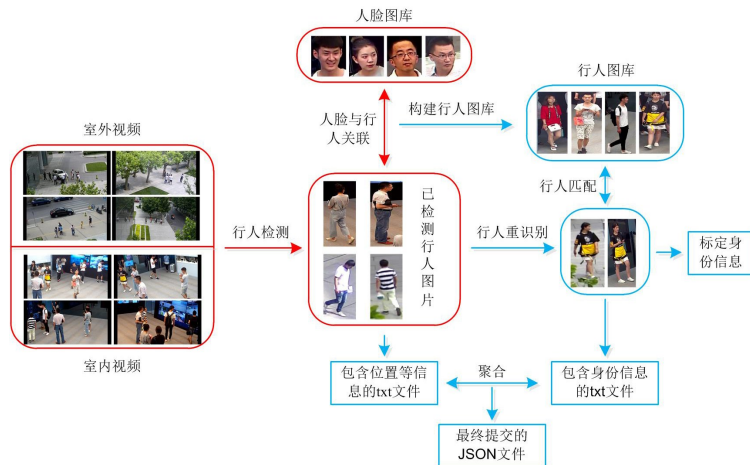 人脸图库
行人图库
室外视频
人脸与行
人关联
构建行人图库
行人匹配
行人检测
已检测行人图片
行人重识别
标定身
份信息
室内视频
包含位置等信
息的txt文件
聚合
包含身份信息
的txt文件
最终提交的
JSON文件